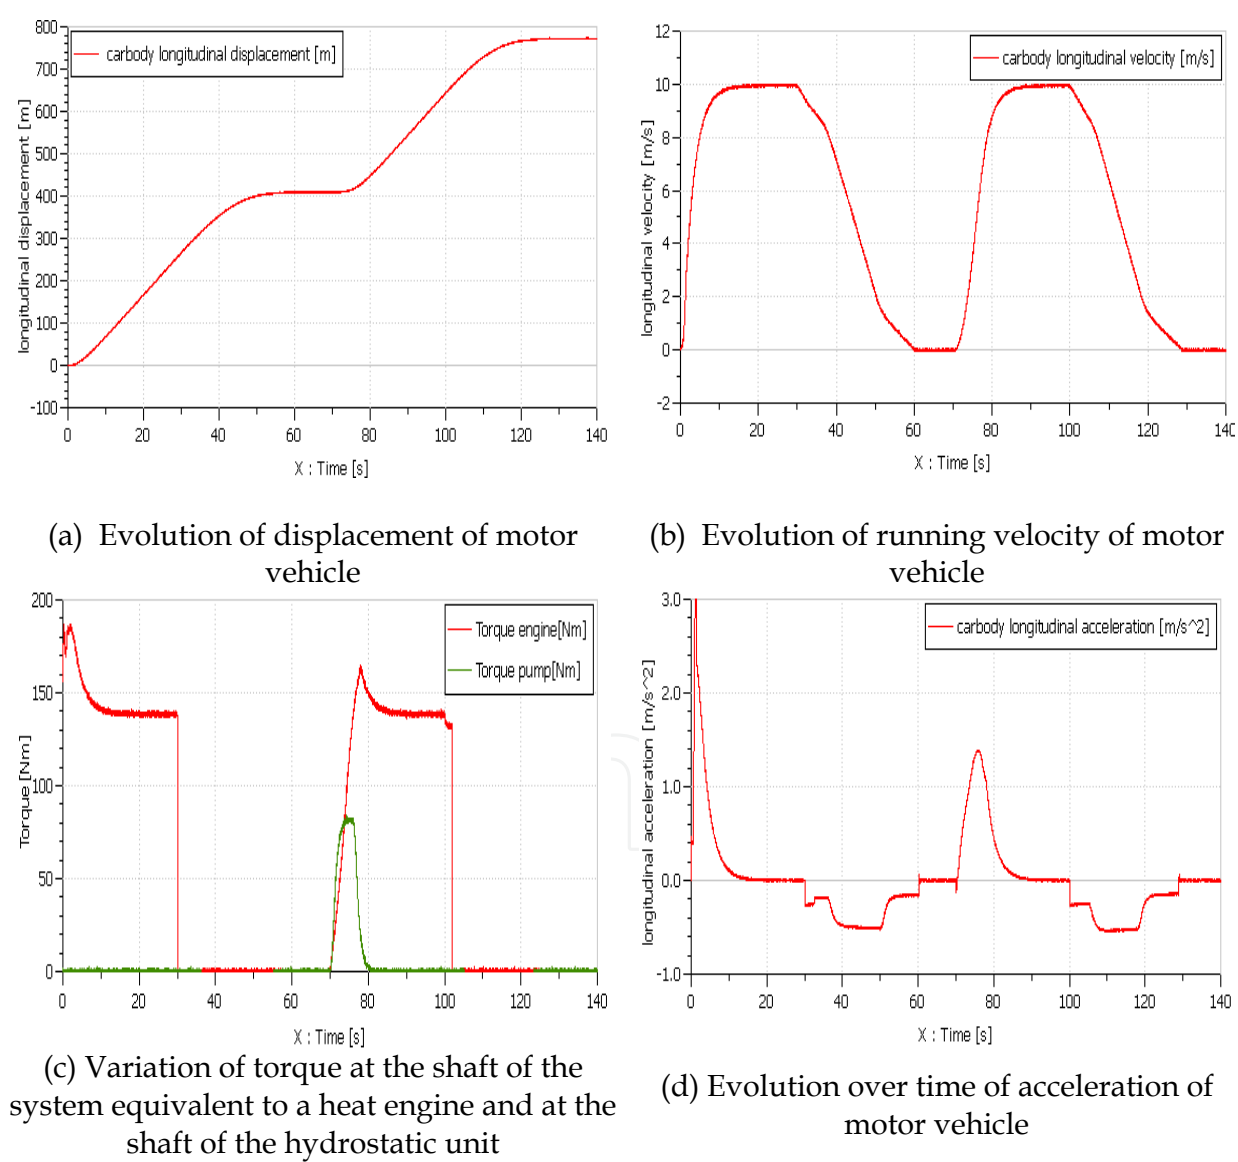 carbody longitudinal displacement [m]
longitudinal displacement [m]
800
700
600
500
400
300
200
100
0
-100
0 20 40 60 80 100 120 140
X : Time [s]
carbody longitudinal velocity [m/s]
longitudinal velocity [m/s]
12
10
8
6
4
2
0
-2
0 20 40 60 80 100 120 140
X : Time [s]
(a) Evolution of displacement of motor
vehicle
(b) Evolution of running velocity of motor
vehicle
Torque engine[Nm]
Torque pump[Nm]
Torque [Nm]
200
150
100
50
0
0 20 40 60 80 100 120 140
X : Time [s]
carbody longitudinal acceleration [m/s^2]
longitudinal acceleration [m/s^2]
3.0
2.0
1.0
0.0
-1.0
0 20 40 60 80 100 120 140
X : Time [s]
(c) Variation of torque at the shaft of the
system equivalent to a heat engine and at the
shaft of the hydrostatic unit
(d) Evolution over time of acceleration of
motor vehicle